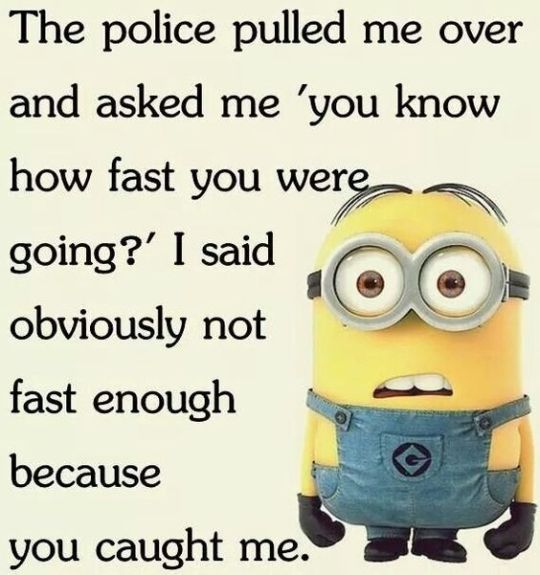 The police pulled me over
and asked me 'you know
how fast you were
going?' I said
obviously not
fast enough
because
you caught me.